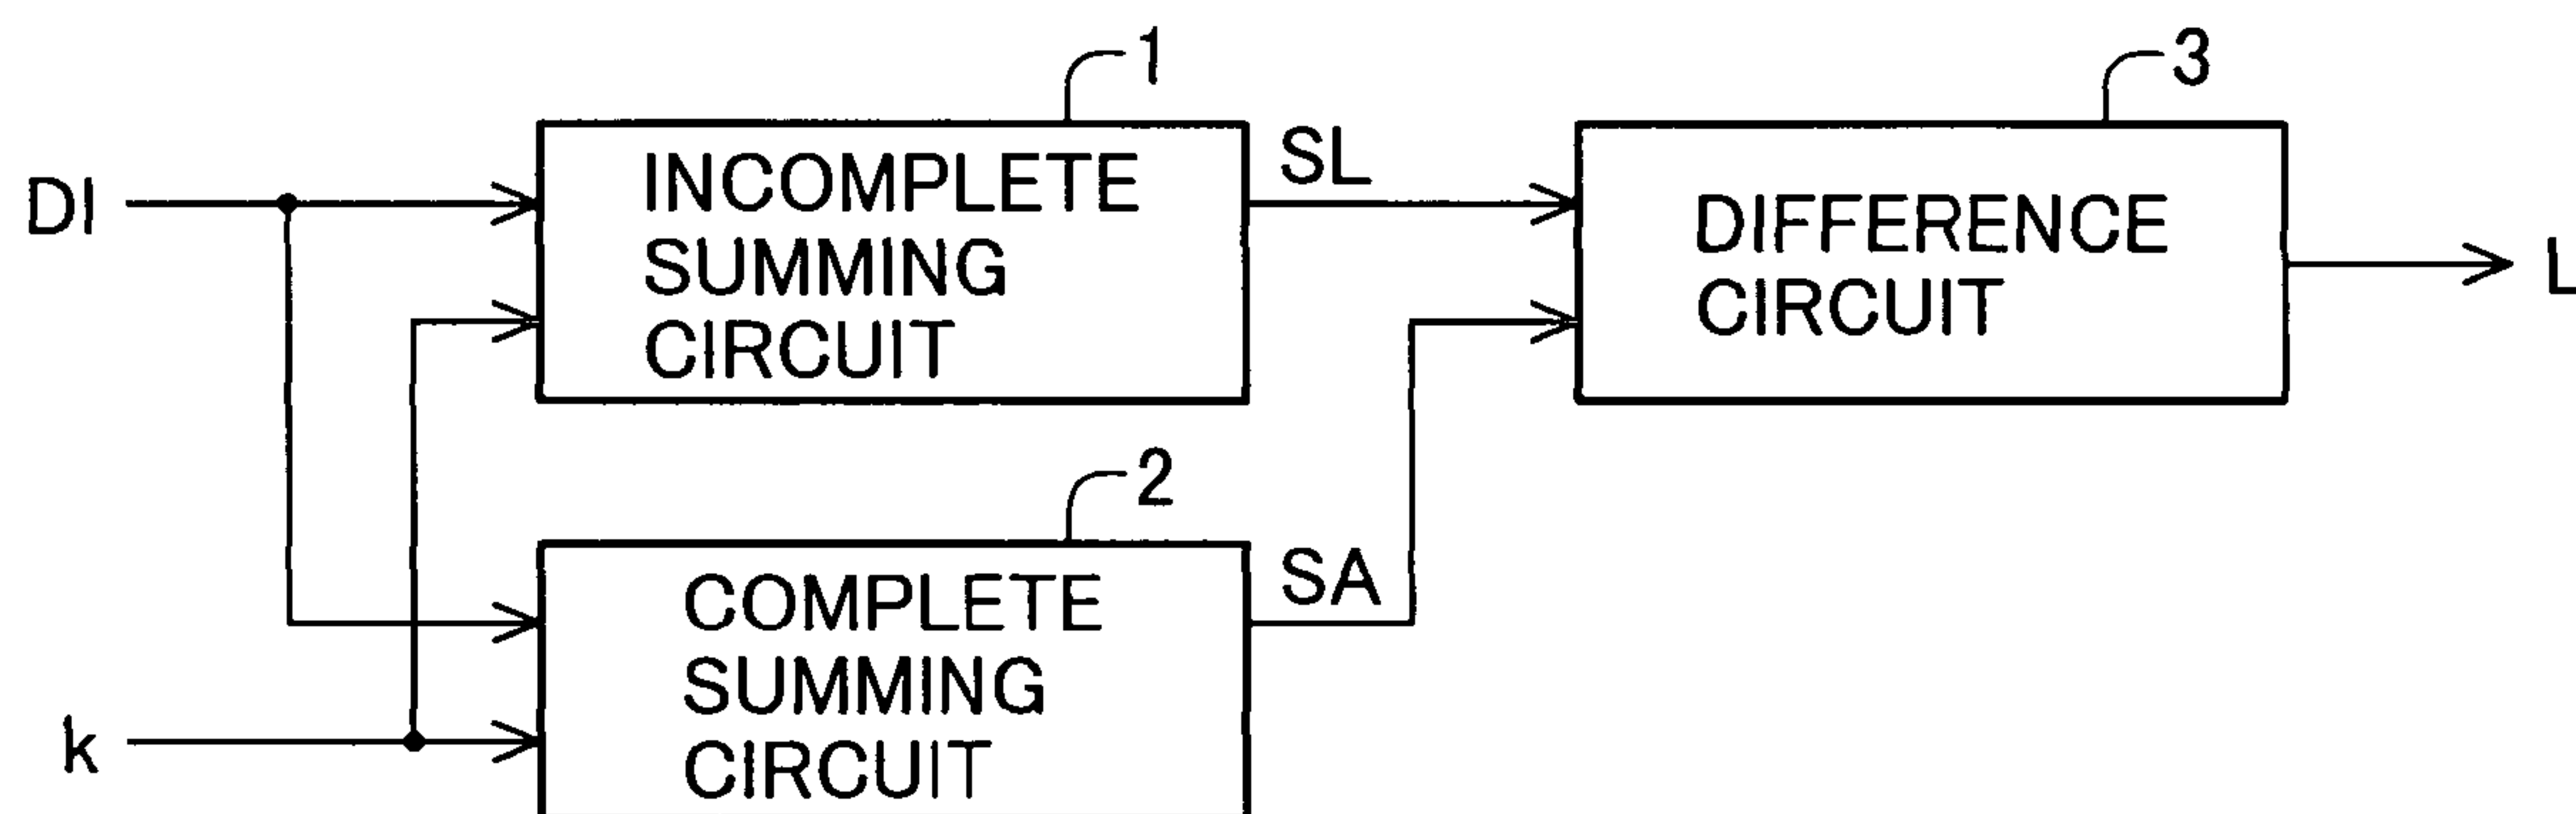 1
3
DI
INCOMPLETE
SUMMING
CIRCUIT
SL
DIFFERENCE
CIRCUIT
L
2
SA
COMPLETE
SUMMING
CIRCUIT
k